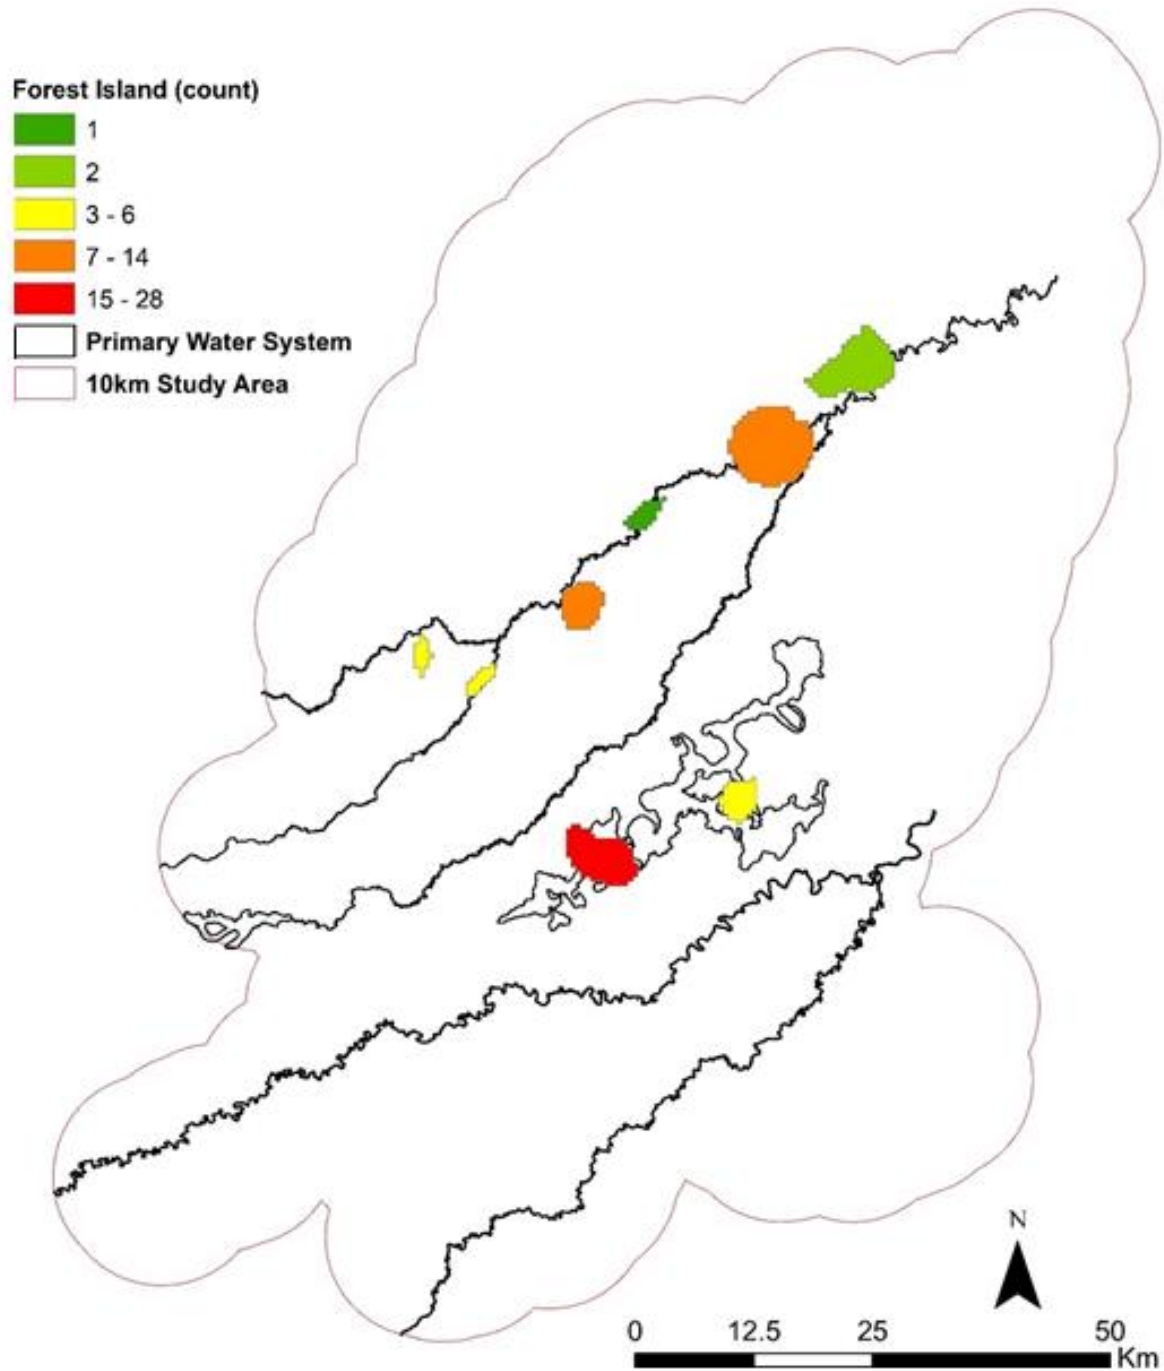 Forest Island (count)
1
2
3 - 6
7 - 14
15 - 28
Primary Water System
10km Study Area
N
0 12.5 25 50
Km